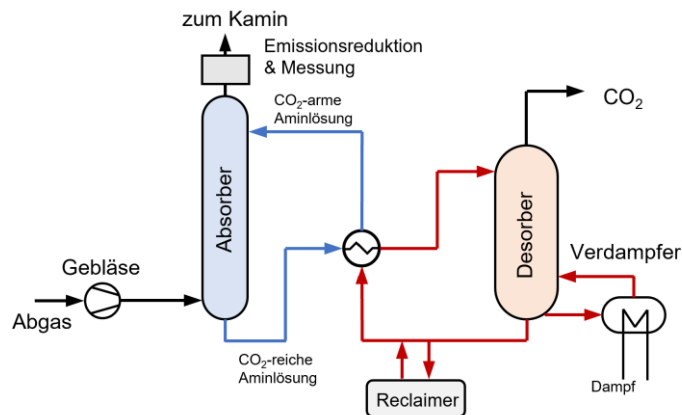 zum Kamin
Emissionsreduktion
& Messung
CO₂-arme
Aminlösung
CO₂
Absorber
Desorber
Verdampfer
Gebläse
Abgas
CO₂-reiche
Aminlösung
Reclaimer
Dampf